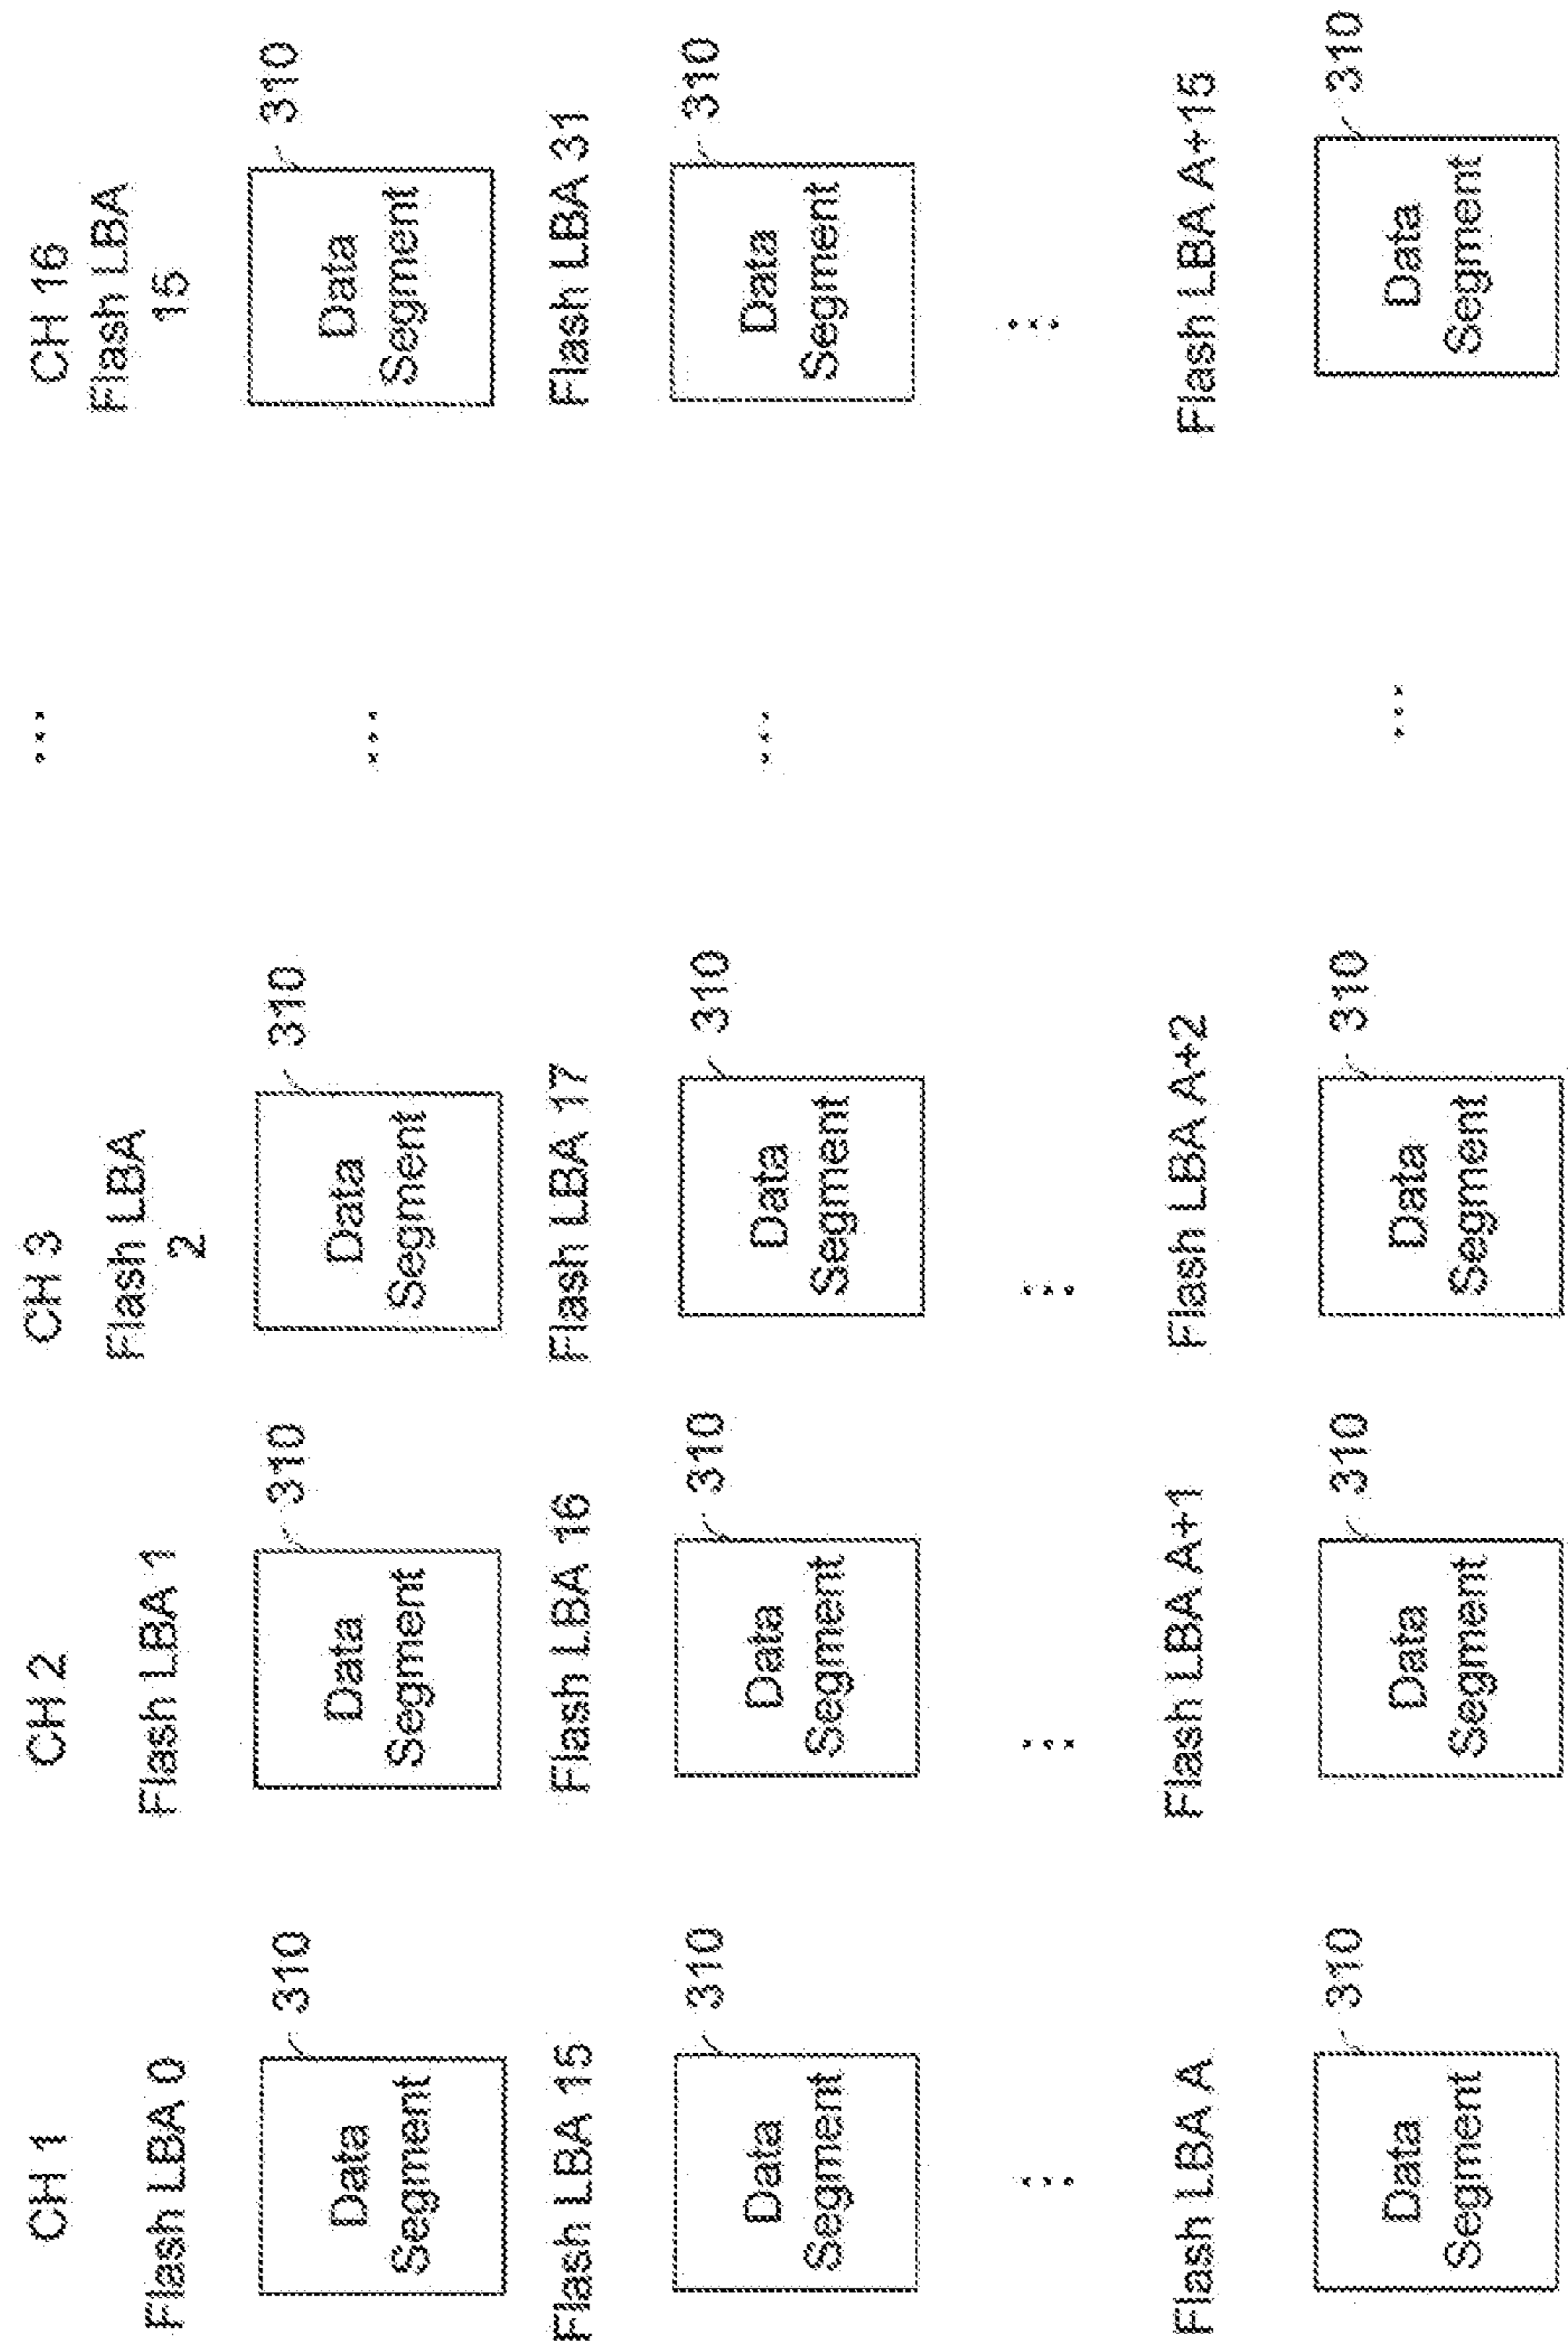 CH 1
CH 2
CH 3
...
CH 16
Flash LBA 0
Flash LBA 1
Flash LBA
2
Flash LBA
15
310
310
310
310
Data
Segment
Data
Segment
Data
Segment
...
Data
Segment
Flash LBA 15
Flash LBA 16
Flash LBA 17
Flash LBA 31
310
310
310
310
Data
Segment
Data
Segment
Data
Segment
...
Data
Segment
Flash LBA A
Flash LBA A+1
Flash LBA A+2
Flash LBA A+15
310
310
310
310
Data
Segment
Data
Segment
Data
Segment
...
Data
Segment